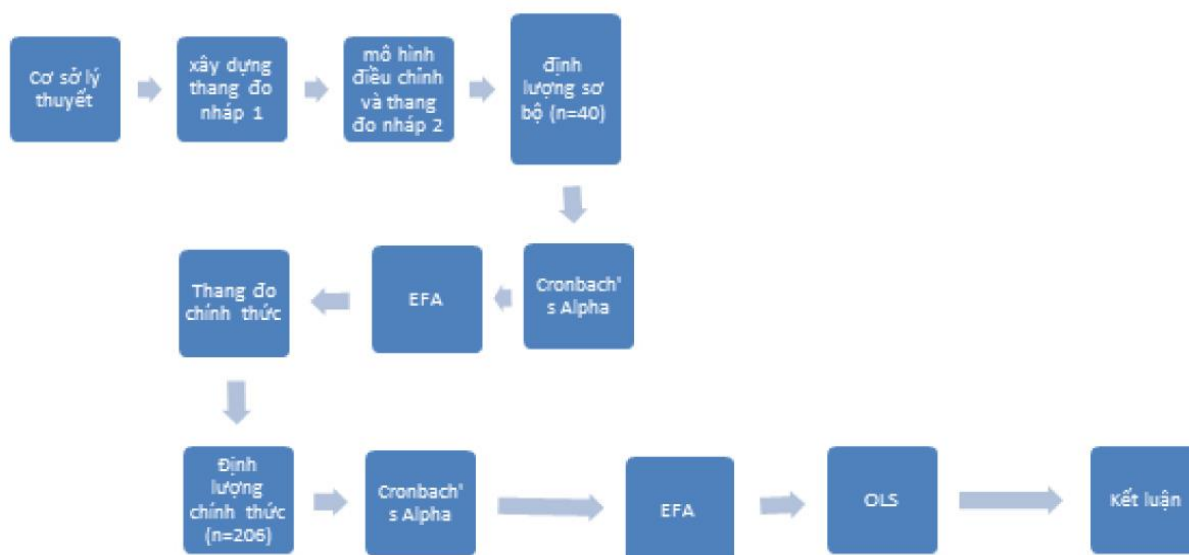 Cơ sở lý
thuyết
xây dựng
thang đo
nháp 1
mô hình
điều chỉnh
và thang
đo nháp 2
định
lượng sơ
bộ (n=40)
Cronbach'
s Alpha
EFA
Thang đo
chính thức
Định
lượng
chính thức
(n=206)
Cronbach'
s Alpha
EFA
OLS
Kết luận